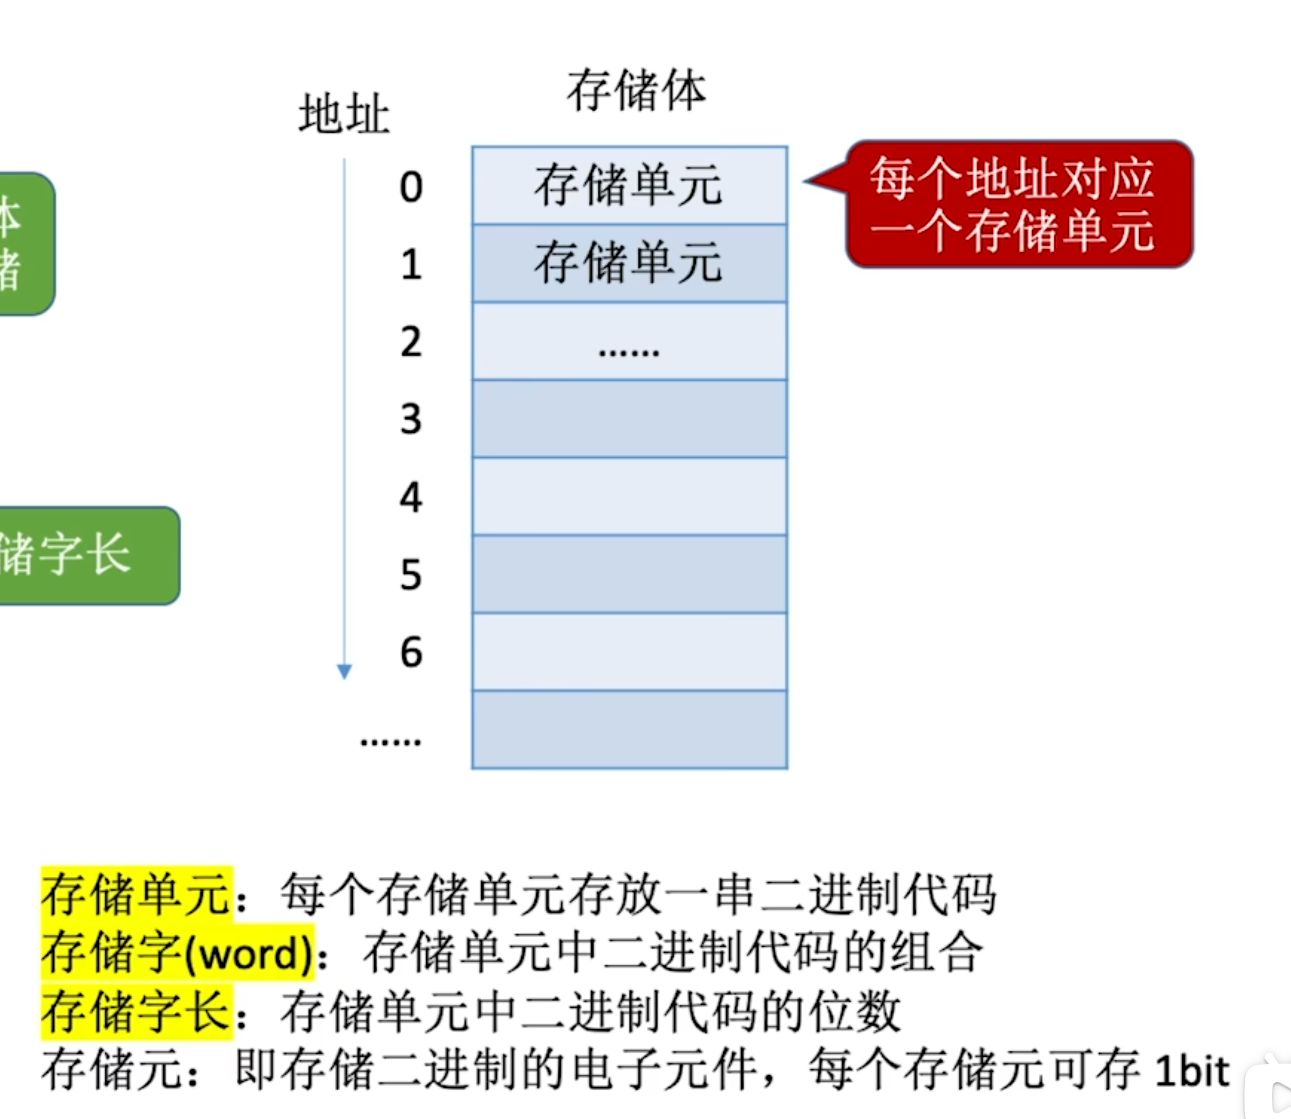 存储体
地址
0
存储单元
每个地址对应
一个存储单元
体
储
1
存储单元
2
……
3
4
储字长
5
6
……
存储单元：每个存储单元存放一串二进制代码
存储字(word)：存储单元中二进制代码的组合
存储字长：存储单元中二进制代码的位数
存储元：即存储二进制的电子元件，每个存储元可存 1bit